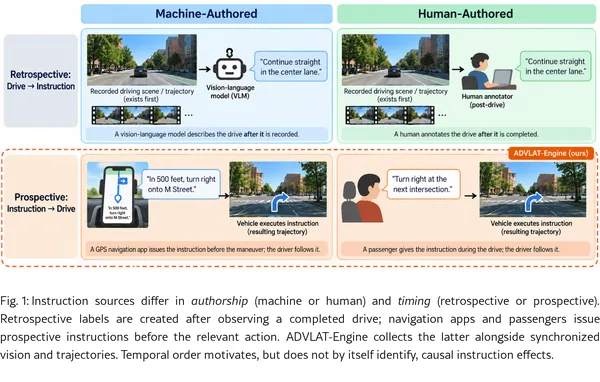 Machine-Authored
Human-Authored
Retrospective:
Drive → Instruction
Recorded driving scene / trajectory
(exists first)
...
Vision-language
model (VLM)
"Continue straight
in the center lane."
A vision-language model describes the drive after it is recorded.
Recorded driving scene / trajectory
(exists first)
...
Human annotator
(post-drive)
"Continue straight
in the center lane."
A human annotates the drive after it is completed.
ADVLAT-Engine (ours)
Prospective:
Instruction → Drive
"In 500 feet,
turn right
onto M Street."
"In 500 feet, turn right
onto M Street."
Vehicle executes instruction
(resulting trajectory)
A GPS navigation app issues the instruction before the maneuver; the driver follows it.
"Turn right at the
next intersection."
Vehicle executes instruction
(resulting trajectory)
A passenger gives the instruction during the drive; the driver follows it.
Fig. 1: Instruction sources differ in authorship (machine or human) and timing (retrospective or prospective).
Retrospective labels are created after observing a completed drive; navigation apps and passengers issue
prospective instructions before the relevant action. ADVLAT-Engine collects the latter alongside synchronized
vision and trajectories. Temporal order motivates, but does not by itself identify, causal instruction effects.